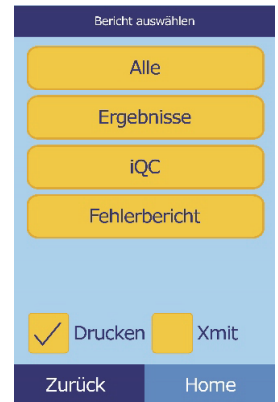 Bericht auswählen
Alle
Ergebnisse
iQC
Fehlerbericht
Drucken Xmit
Zurück Home